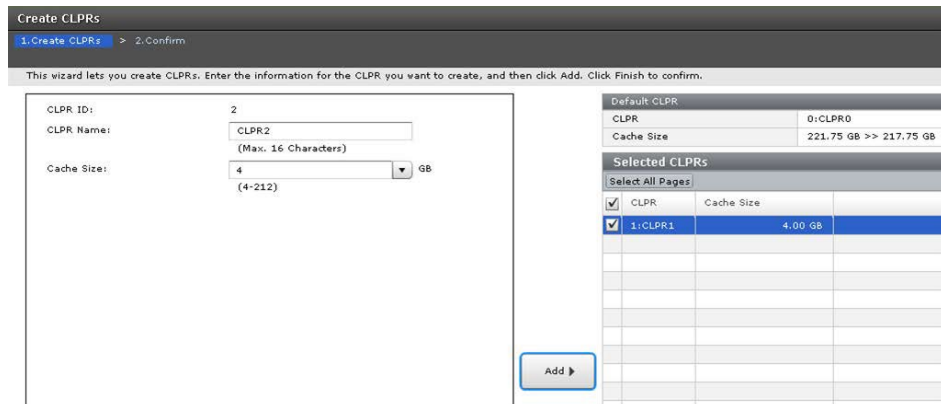 Create CLPRs
1.Create CLPRs > 2.Confirm
This wizard lets you create CLPRs. Enter the information for the CLPR you want to create, and then click Add. Click Finish to confirm.
CLPR ID: 2
CLPR Name: CLPR2
(Max. 16 Characters)
Cache Size: 4 GB
(4-212)
Add
Default CLPR
CLPR 0:CLPR0
Cache Size 221.75 GB >> 217.75 GB
Selected CLPRs
Select All Pages
CLPR Cache Size
1:CLPR1 4.00 GB